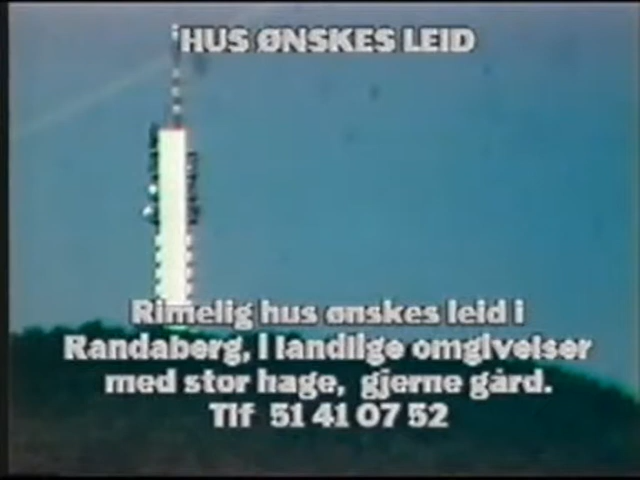 HUS ØNSKES LEID
Rimelig hus ønskes leid i
Randaberg, i landlige omgivelser
med stor hage, gjerne gård.
Tlf 51 41 07 52